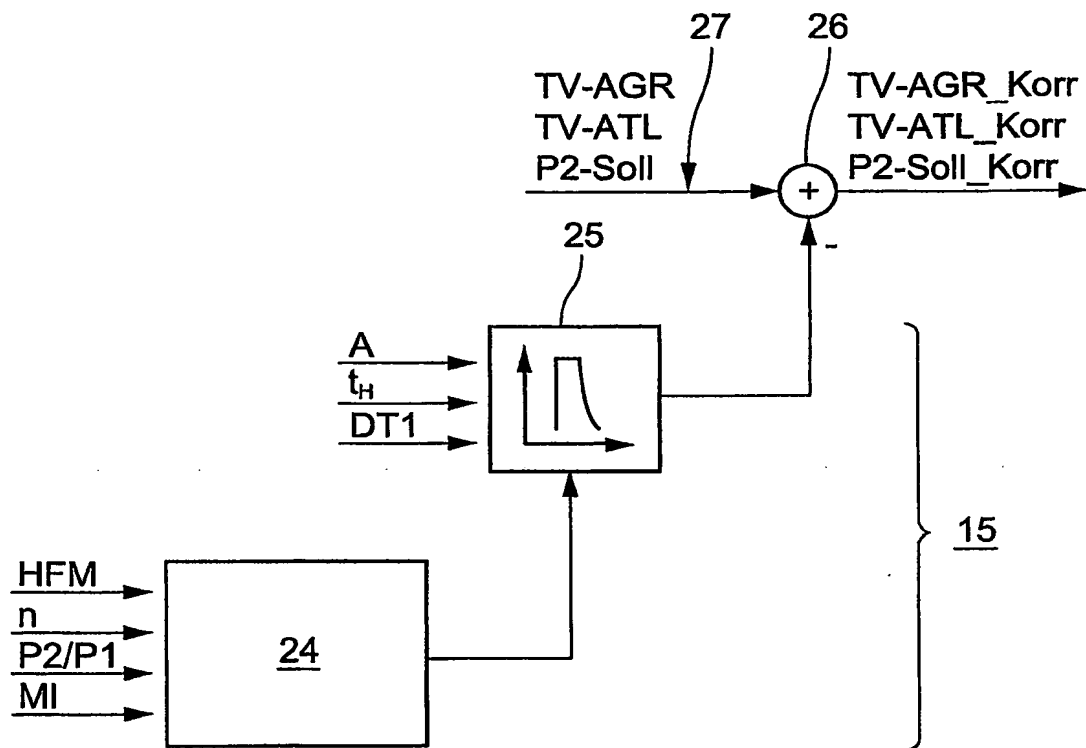 27
26
TV-AGR
TV-ATL
P2-Soll
TV-AGR_Korr
TV-ATL_Korr
P2-Soll_Korr
+
-
25
A
tH
DT1
15
HFM
n
P2/P1
MI
24